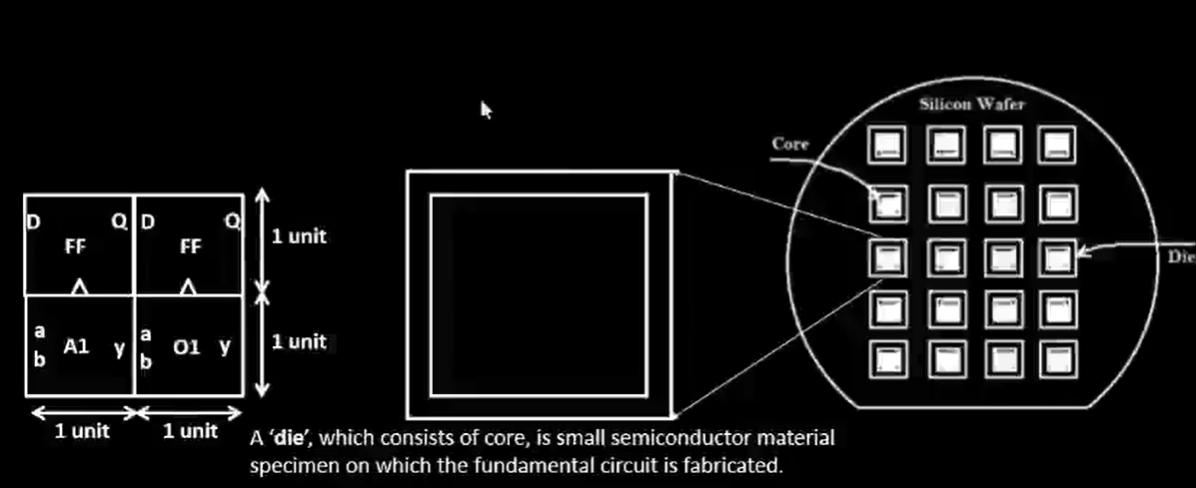 Silicon Wafer
Core
Die
D Q D Q
FF FF
1 unit
a A1 y a O1 y
b b
1 unit
1 unit 1 unit
A ‘die’, which consists of core, is small semiconductor material
specimen on which the fundamental circuit is fabricated.